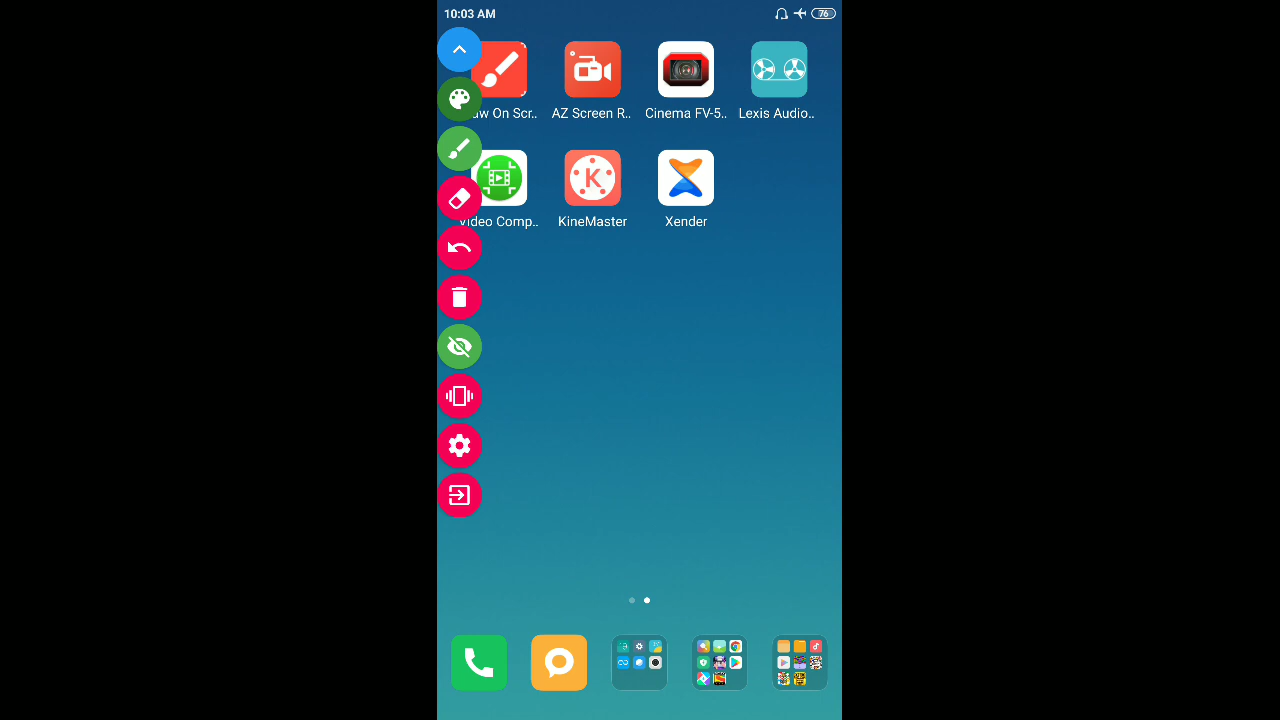 10:03 AM
76
aw On Scr..
AZ Screen R..
Cinema FV-5..
Lexis Audio..
Video Comp..
K
KineMaster
Xender